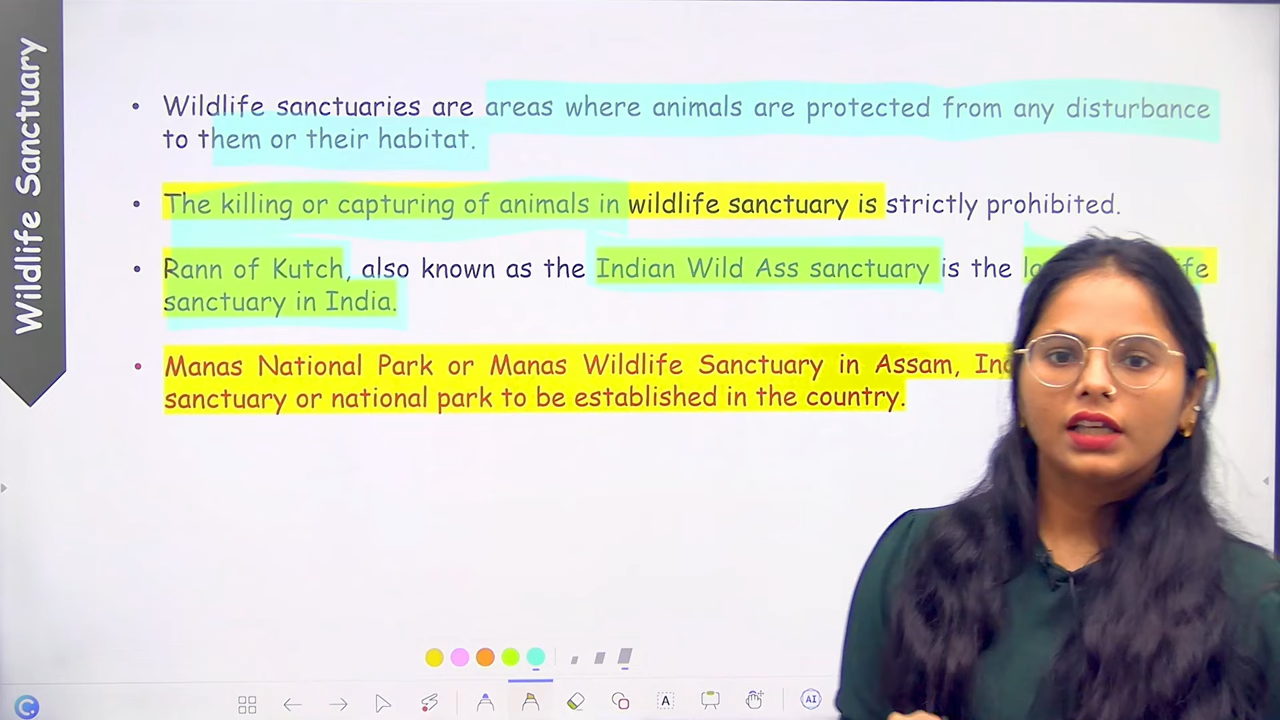 Wildlife Sanctuary
• Wildlife sanctuaries are areas where animals are protected from any disturbance
to them or their habitat.
• The killing or capturing of animals in wildlife sanctuary is strictly prohibited.
• Rann of Kutch, also known as the Indian Wild Ass sanctuary is the
sanctuary in India.
• Manas National Park or Manas Wildlife Sanctuary in Assam,
sanctuary or national park to be established in the country.
A
AI